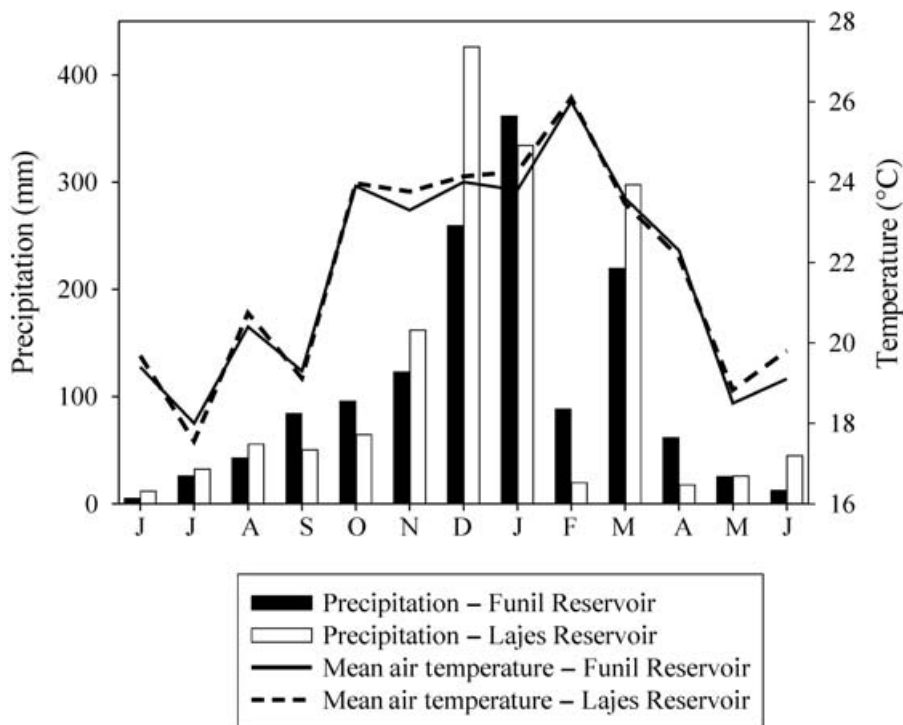 Precipitation (mm)
400
300
200
100
0
28
26
24
22
20
18
16
Temperature (°C)
J J A S O N D J F M A M J
Precipitation – Funil Reservoir
Precipitation – Lajes Reservoir
Mean air temperature – Funil Reservoir
Mean air temperature – Lajes Reservoir